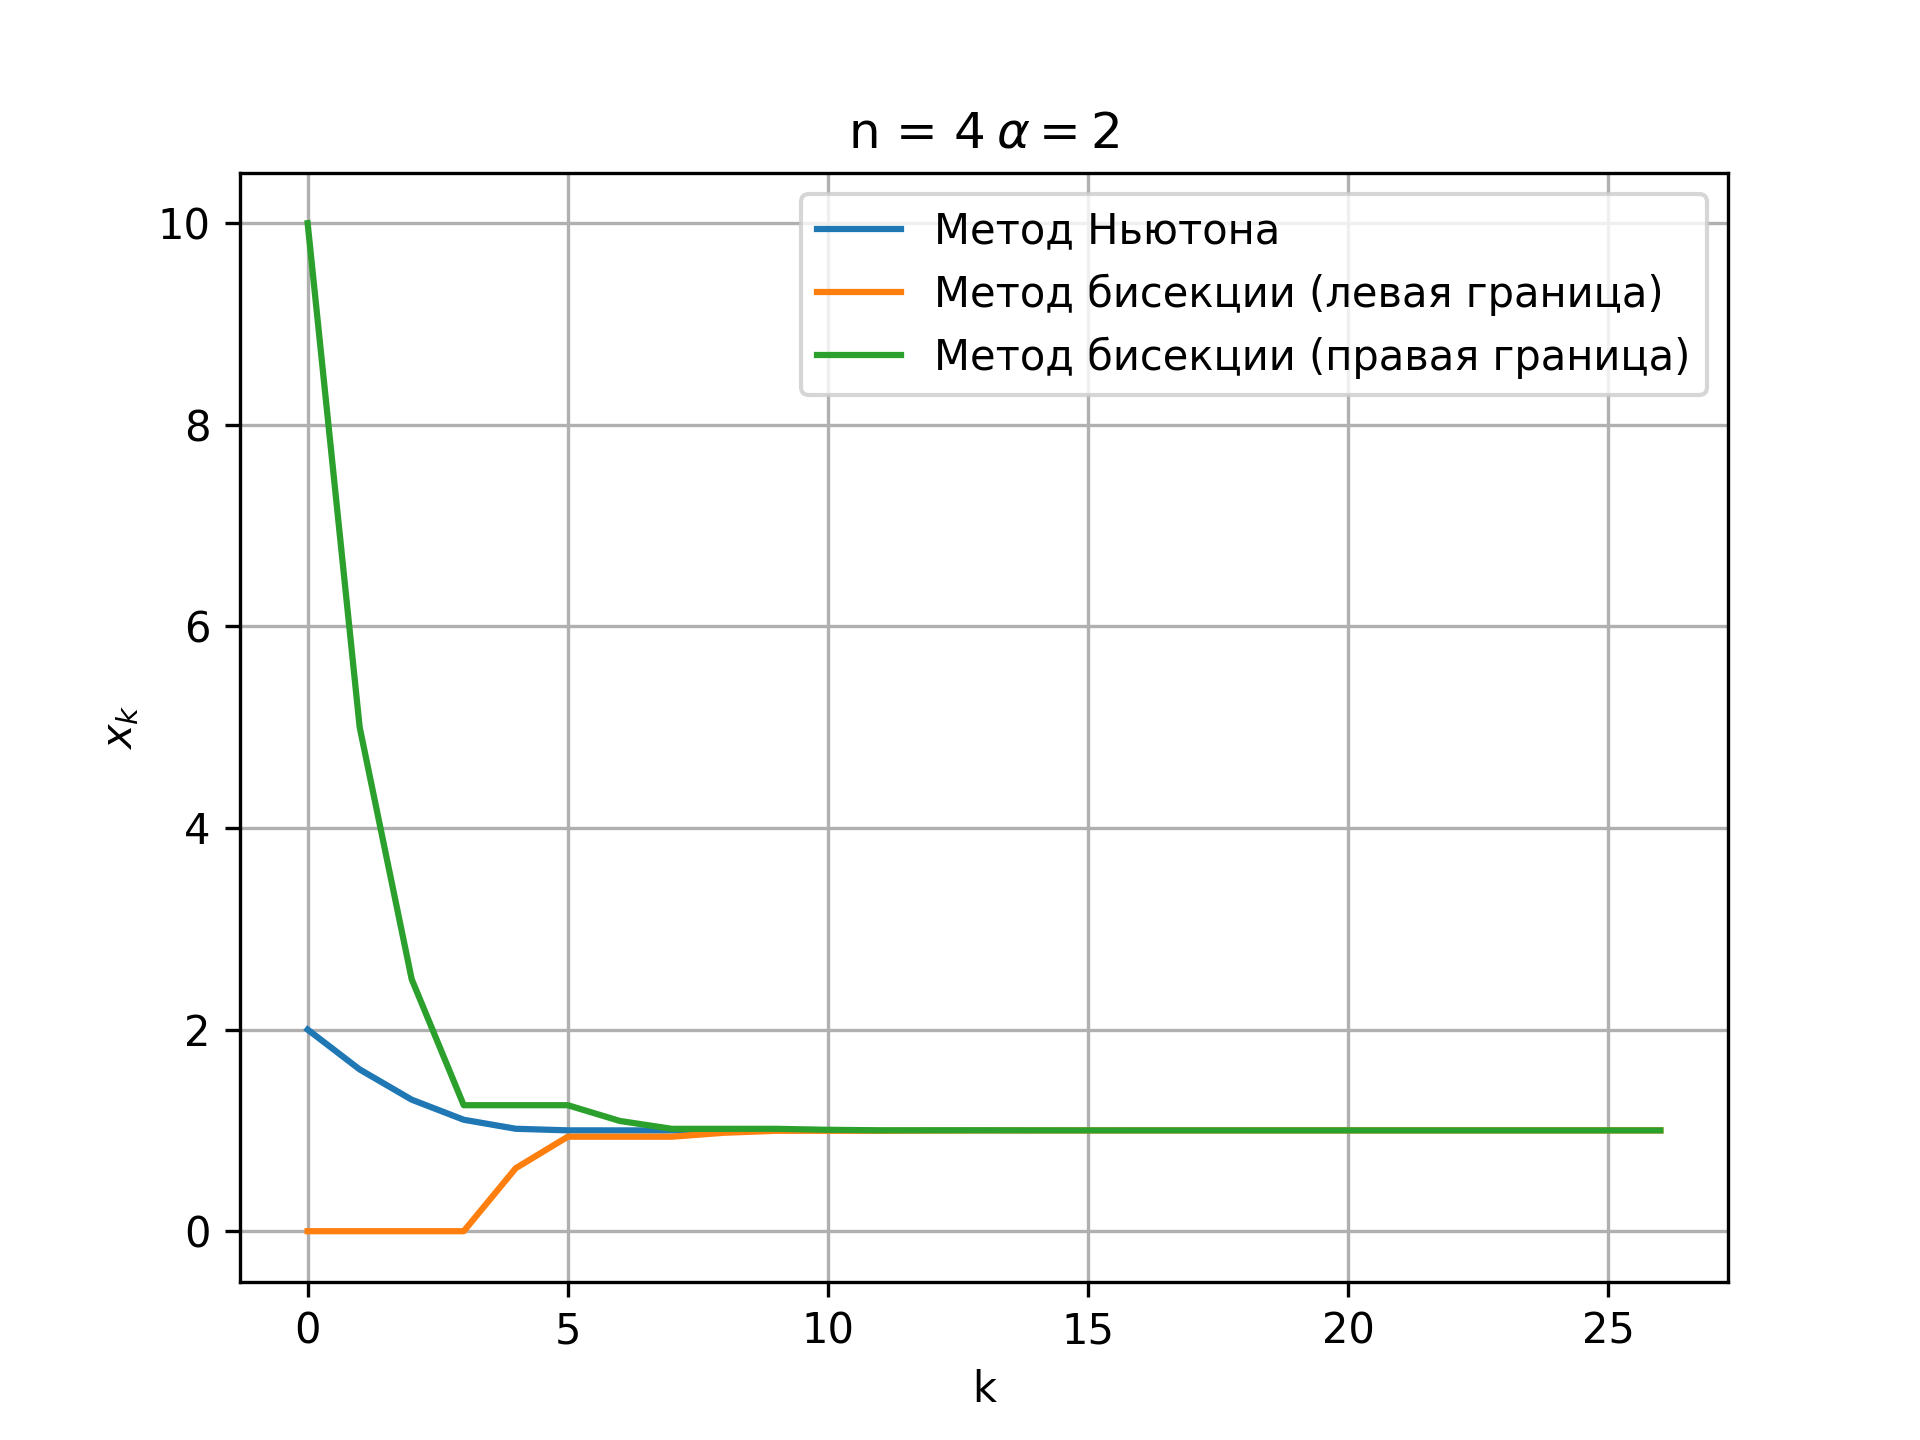 n = 4 α = 2
Метод Ньютона
Метод бисекции (левая граница)
Метод бисекции (правая граница)
10
8
6
4
2
0
x_k
0 5 10 15 20 25
k